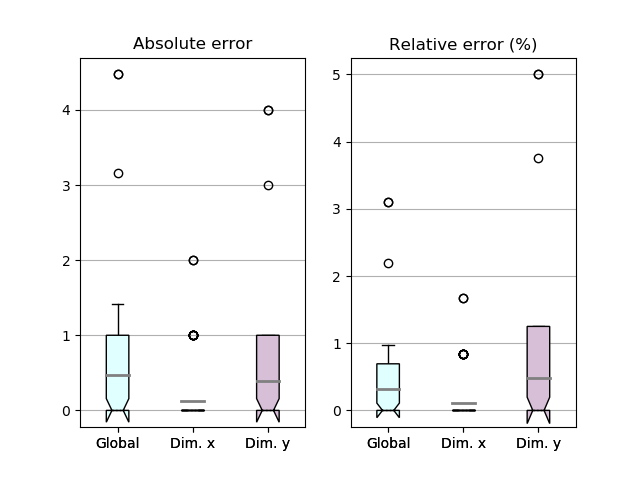 Absolute error
4
3
2
1
0
Global Dim. x Dim. y
Relative error (%)
5
4
3
2
1
0
Global Dim. x Dim. y